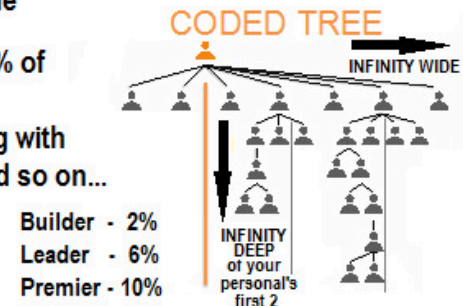 CODED TREE
INFINITY WIDE
% of
g with
d so on...
Builder - 2%
Leader - 6%
Premier - 10%
INFINITY
DEEP
of your
personal's
first 2